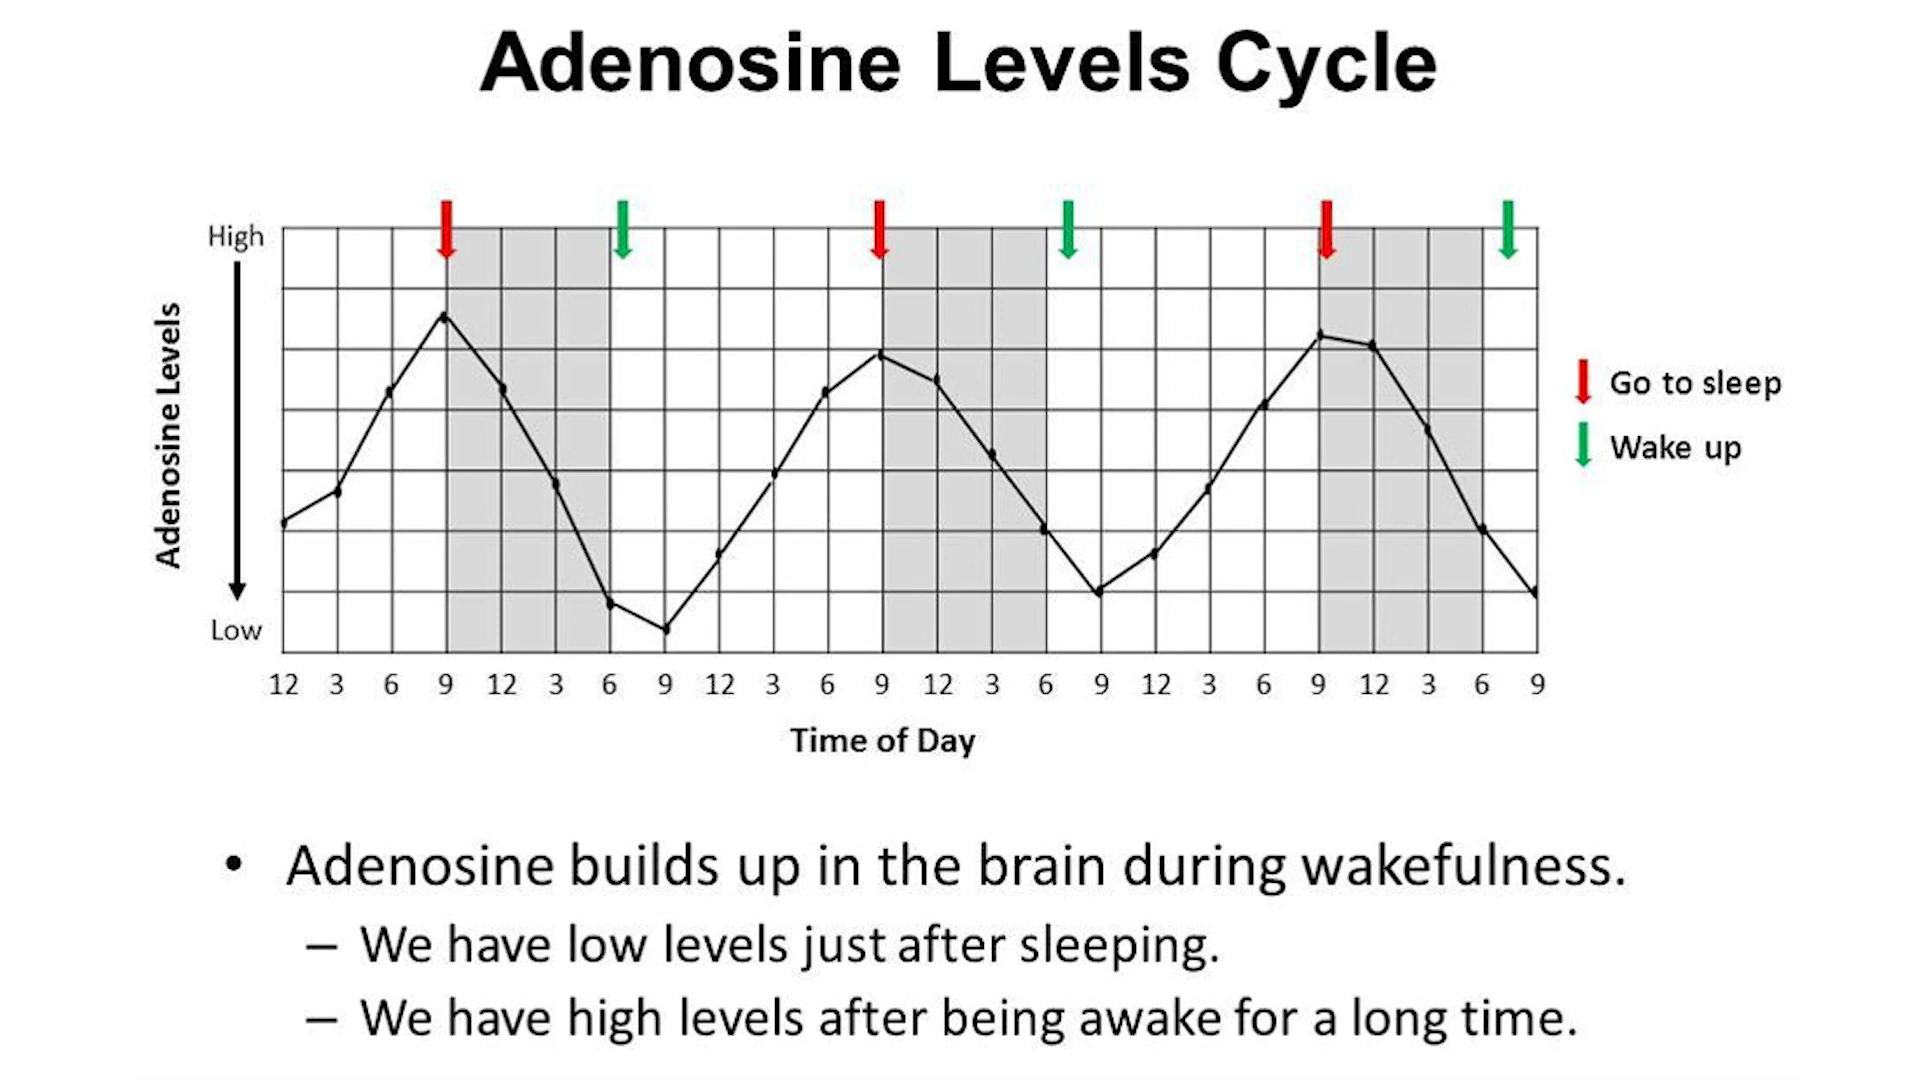 Adenosine Levels Cycle
High
Adenosine Levels
Low
12 3 6 9 12 3 6 9 12 3 6 9 12 3 6 9 12 3 6 9 12 3 6 9
Time of Day
Go to sleep
Wake up
• Adenosine builds up in the brain during wakefulness.
– We have low levels just after sleeping.
– We have high levels after being awake for a long time.